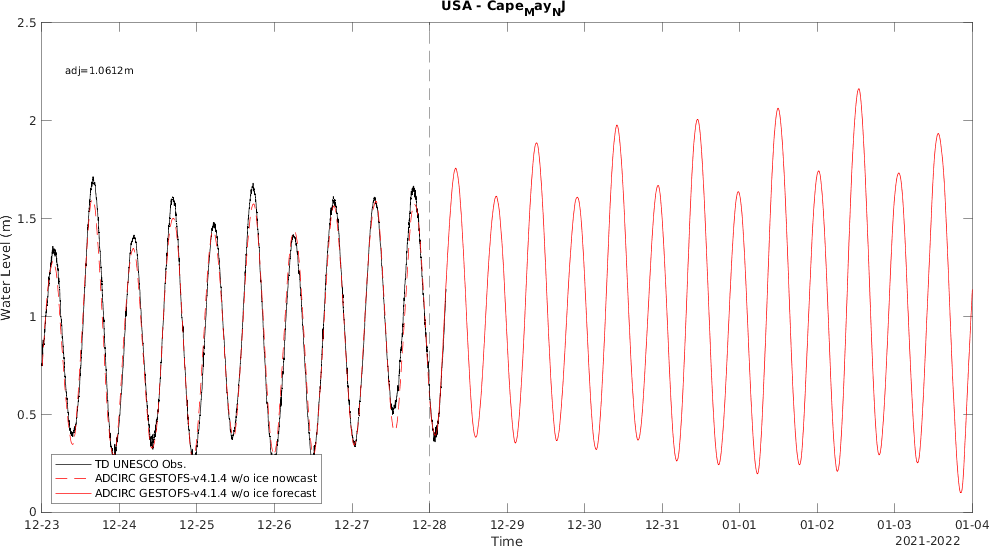 USA - CapeMayNJ
adj=1.0612m
2.5
2
1.5
1
0.5
0
Water Level (m)
TD UNESCO Obs.
ADCIRC GESTOFS-v4.1.4 w/o ice nowcast
ADCIRC GESTOFS-v4.1.4 w/o ice forecast
12-23 12-24 12-25 12-26 12-27 12-28 12-29 12-30 12-31 01-01 01-02 01-03 01-04
Time
2021-2022